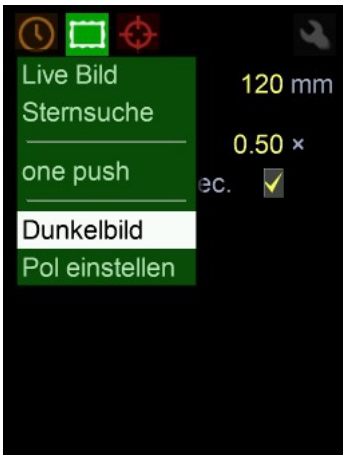 Live Bild
120 mm
Sternsuche
0.50 ×
one push
ec.
Dunkelbild
Pol einstellen